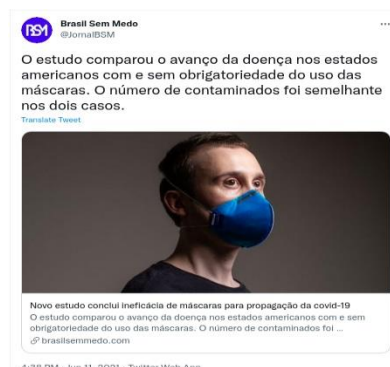 BSM
Brasil Sem Medo
@JornalBSM
O estudo comparou o avanço da doença nos estados
americanos com e sem obrigatoriedade do uso das
máscaras. O número de contaminados foi semelhante
nos dois casos.
Translate Tweet
Novo estudo conclui ineficácia de máscaras para propagação da covid-19
O estudo comparou o avanço da doença nos estados americanos com e sem
obrigatoriedade do uso das máscaras. O número de contaminados foi ...
brasilsemmedo.com
4:38 PM · Jun 11, 2021 · Twitter Web App